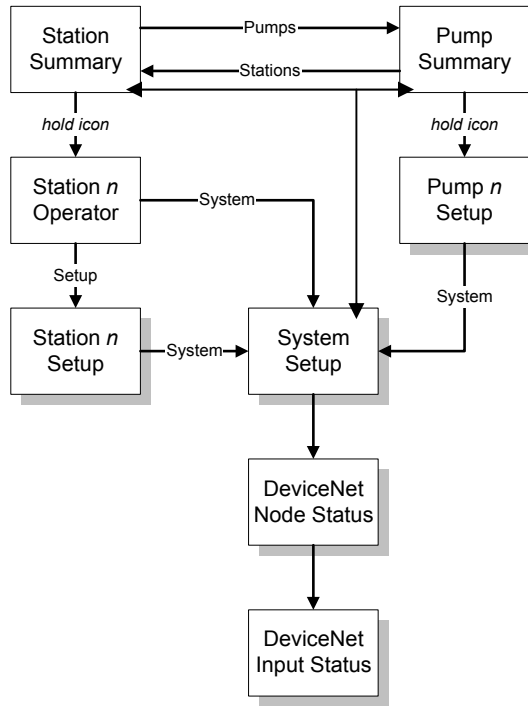 Station
Summary
Pumps
Pump
Summary
Stations
hold icon
hold icon
Station n
Operator
System
Pump n
Setup
Setup
System
Station n
Setup
System
System
Setup
DeviceNet
Node Status
DeviceNet
Input Status